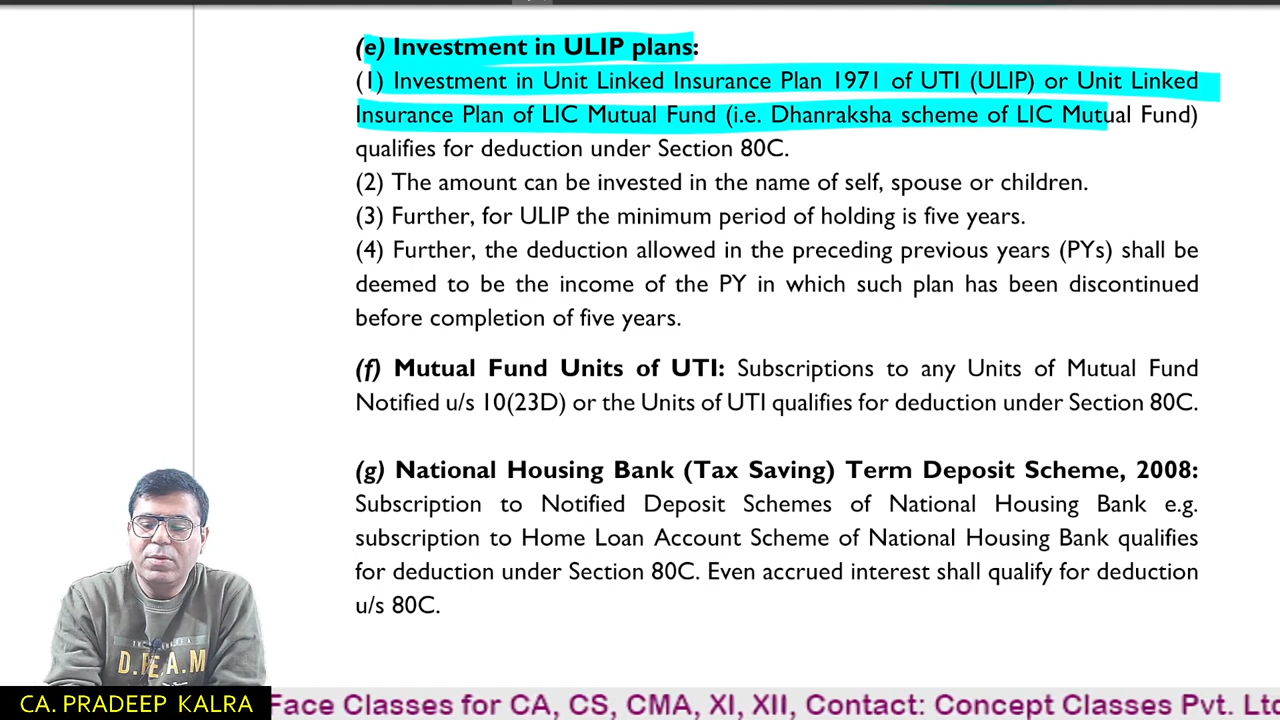 (e) Investment in ULIP plans:
(1) Investment in Unit Linked Insurance Plan 1971 of UTI (ULIP) or Unit Linked
Insurance Plan of LIC Mutual Fund (i.e. Dhanraksha scheme of LIC Mutual Fund)
qualifies for deduction under Section 80C.
(2) The amount can be invested in the name of self, spouse or children.
(3) Further, for ULIP the minimum period of holding is five years.
(4) Further, the deduction allowed in the preceding previous years (PYs) shall be
deemed to be the income of the PY in which such plan has been discontinued
before completion of five years.
(f) Mutual Fund Units of UTI: Subscriptions to any Units of Mutual Fund
Notified u/s 10(23D) or the Units of UTI qualifies for deduction under Section 80C.
(g) National Housing Bank (Tax Saving) Term Deposit Scheme, 2008:
Subscription to Notified Deposit Schemes of National Housing Bank e.g.
subscription to Home Loan Account Scheme of National Housing Bank qualifies
for deduction under Section 80C. Even accrued interest shall qualify for deduction
u/s 80C.
CA. PRADEEP KALRA
Face Classes for CA, CS, CMA, XI, XII, Contact: Concept Classes Pvt. Ltd